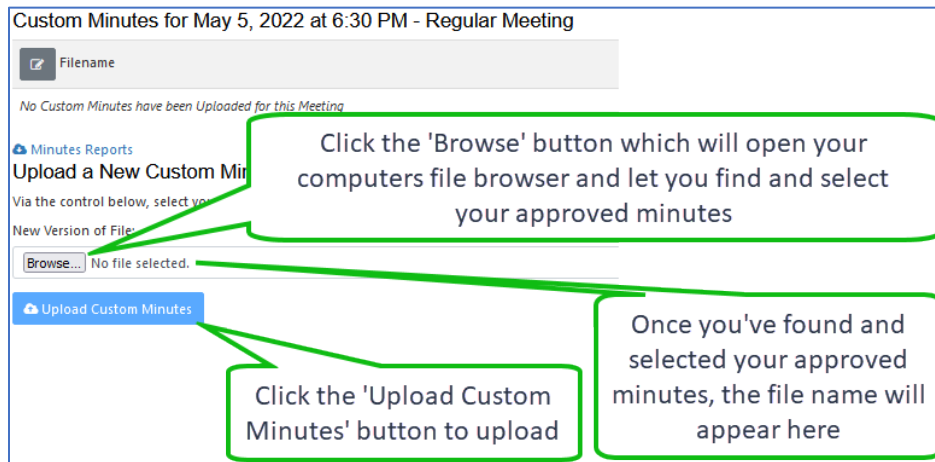 Custom Minutes for May 5, 2022 at 6:30 PM - Regular Meeting
Filename
No Custom Minutes have been Uploaded for this Meeting
Click the 'Browse' button which will open your
computers file browser and let you find and select
your approved minutes
Minutes Reports
Upload a New Custom
Via the control below, select
New Version of File:
Browse... No file selected.
Upload Custom Minutes
Once you've found and
selected your approved
minutes, the file name will
appear here
Click the 'Upload Custom
Minutes' button to upload